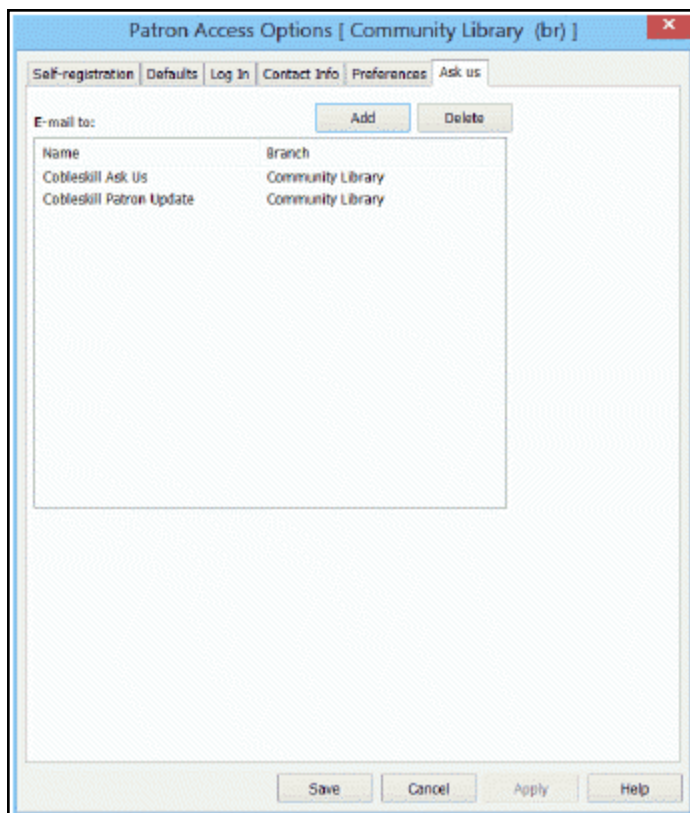 Patron Access Options [ Community Library (br) ]
Self-registration Defaults Log In Contact Info Preferences Ask us
E-mail to: Add Delete
Name Branch
Cobleskill Ask Us Community Library
Cobleskill Patron Update Community Library
Save Cancel Apply Help